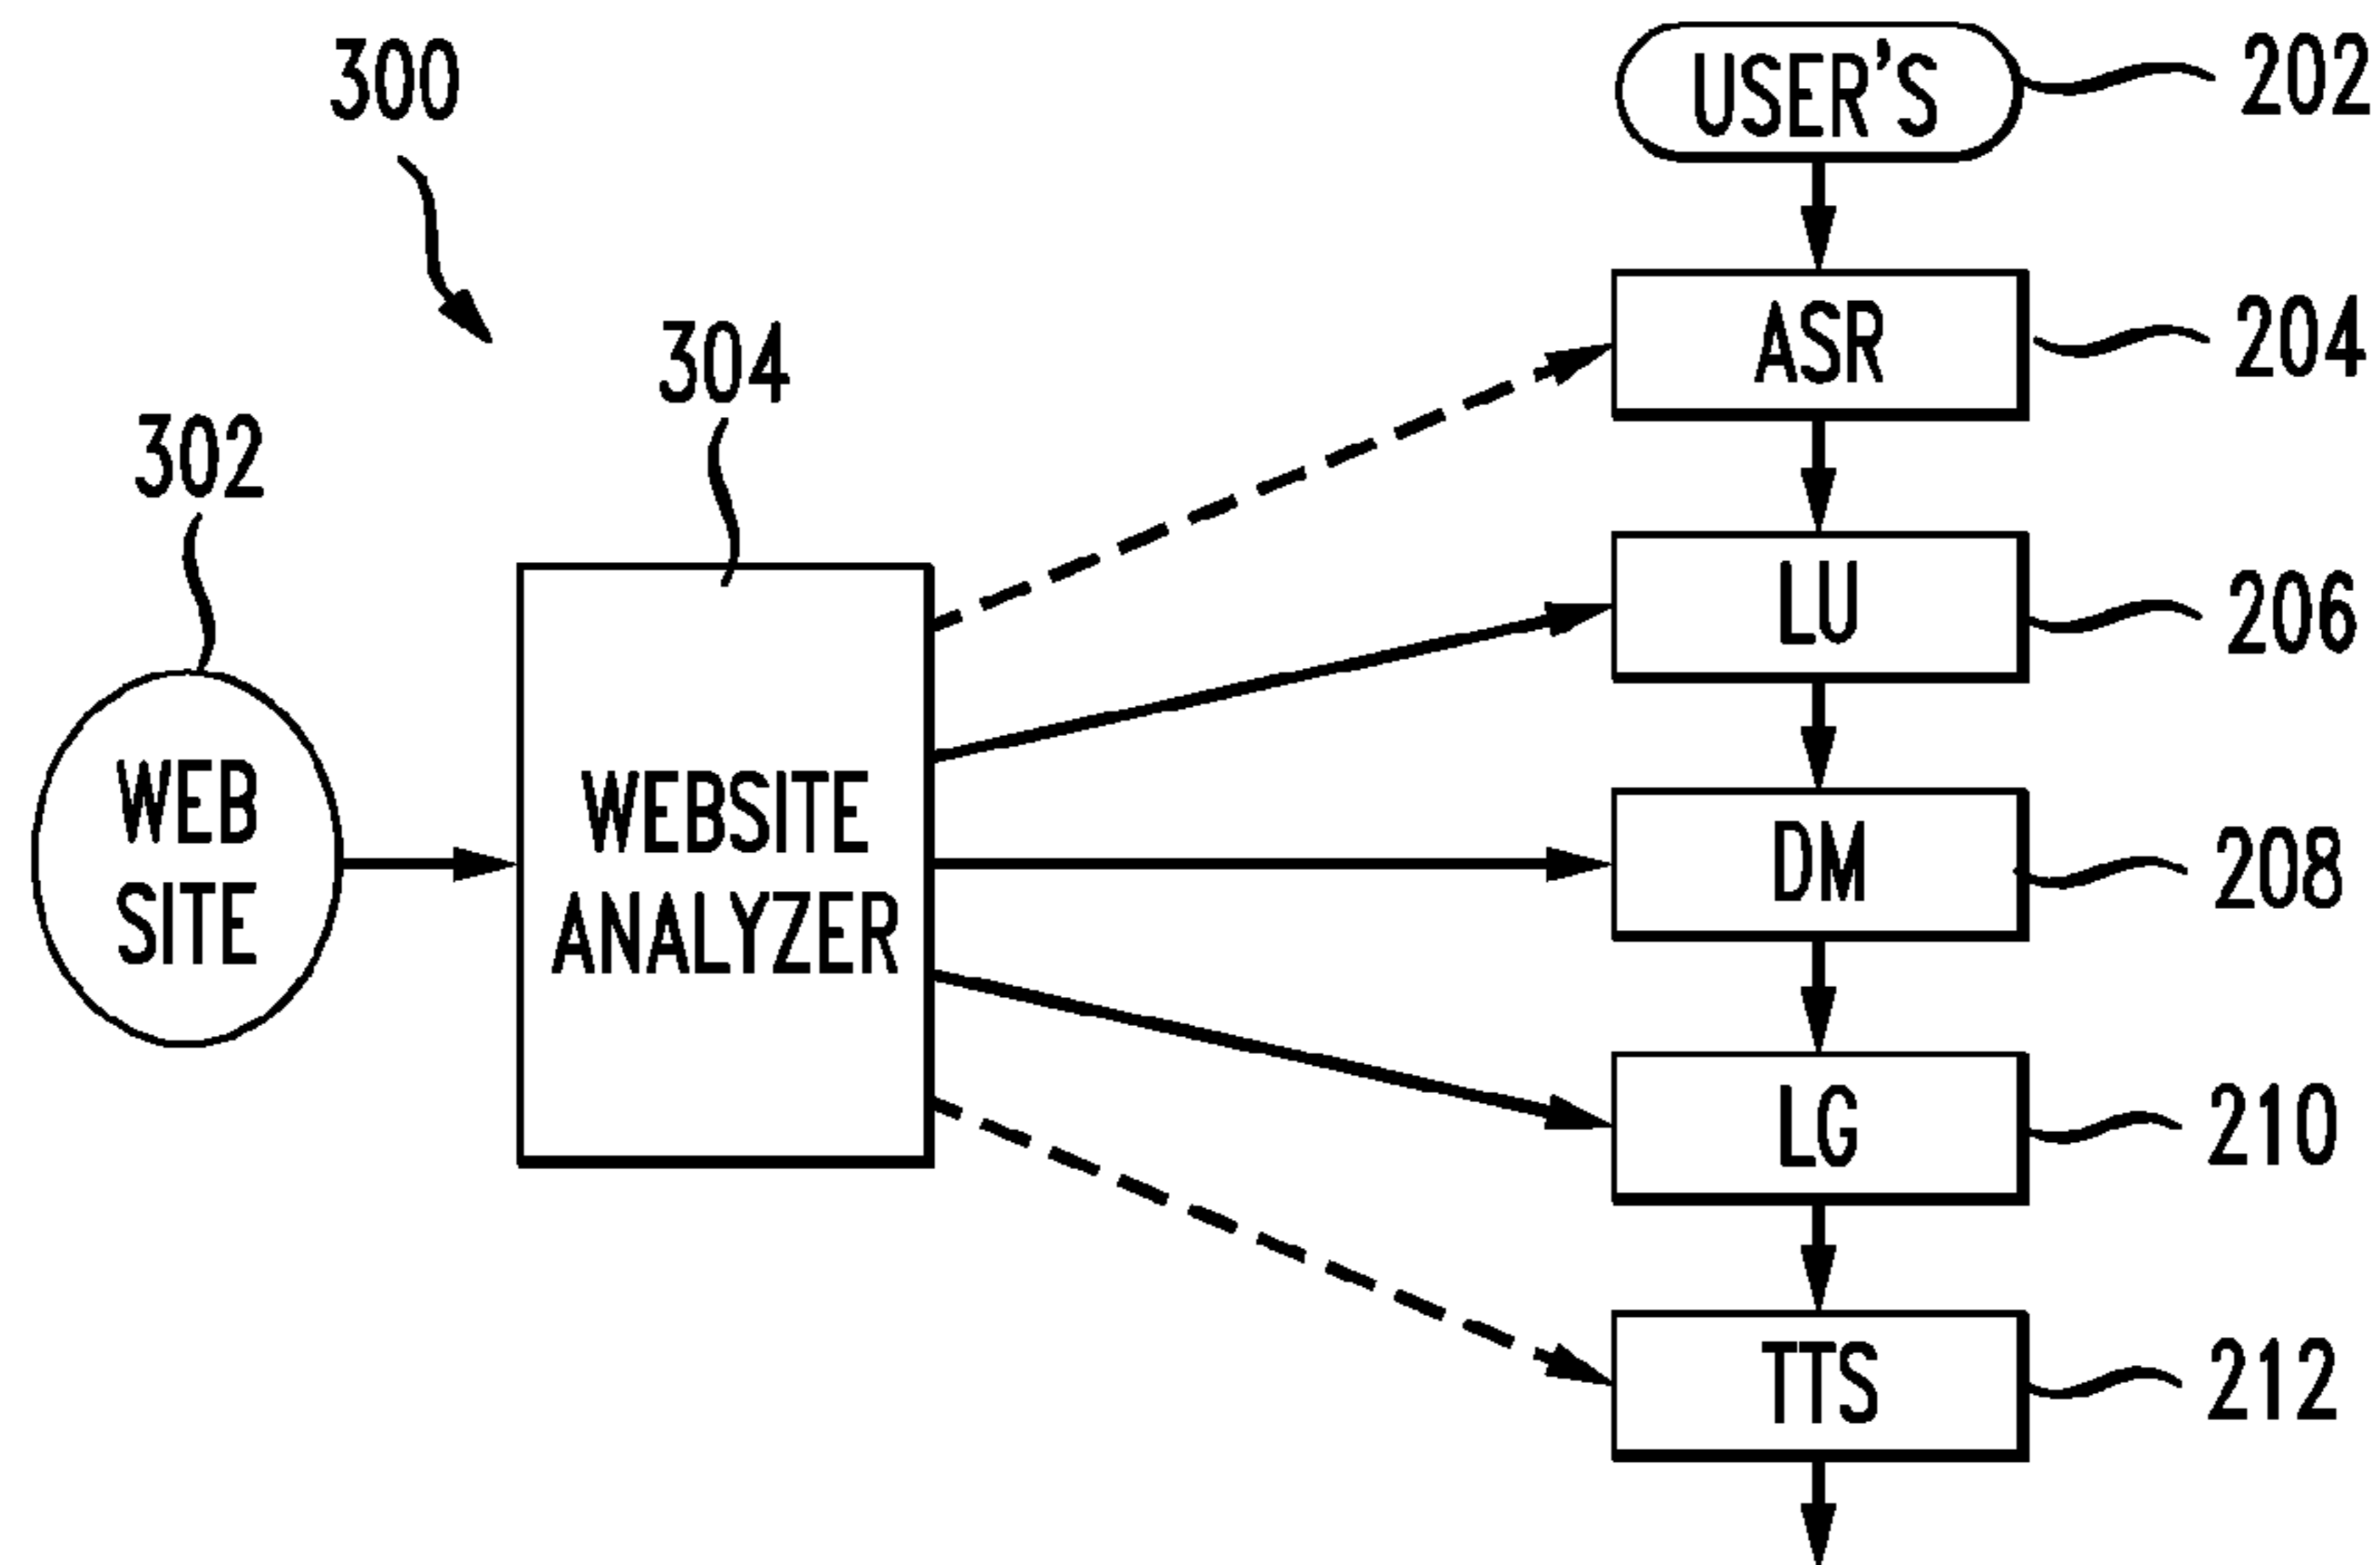 300
USER'S
202
ASR
204
304
302
LU
206
WEB
SITE
WEBSITE
ANALYZER
DM
208
LG
210
TTS
212